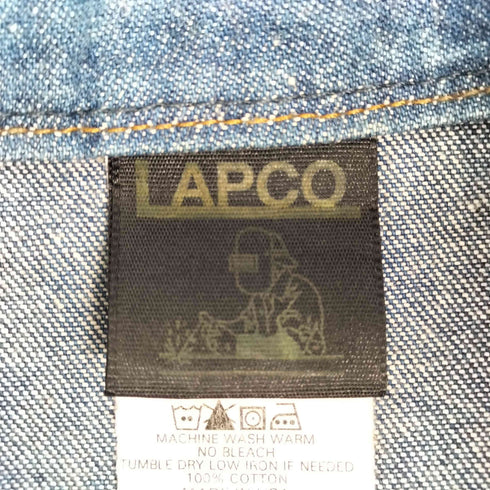 LAPCO
MACHINE WASH WARM
NO BLEACH
TUMBLE DRY LOW IRON IF NEEDED
100% COTTON